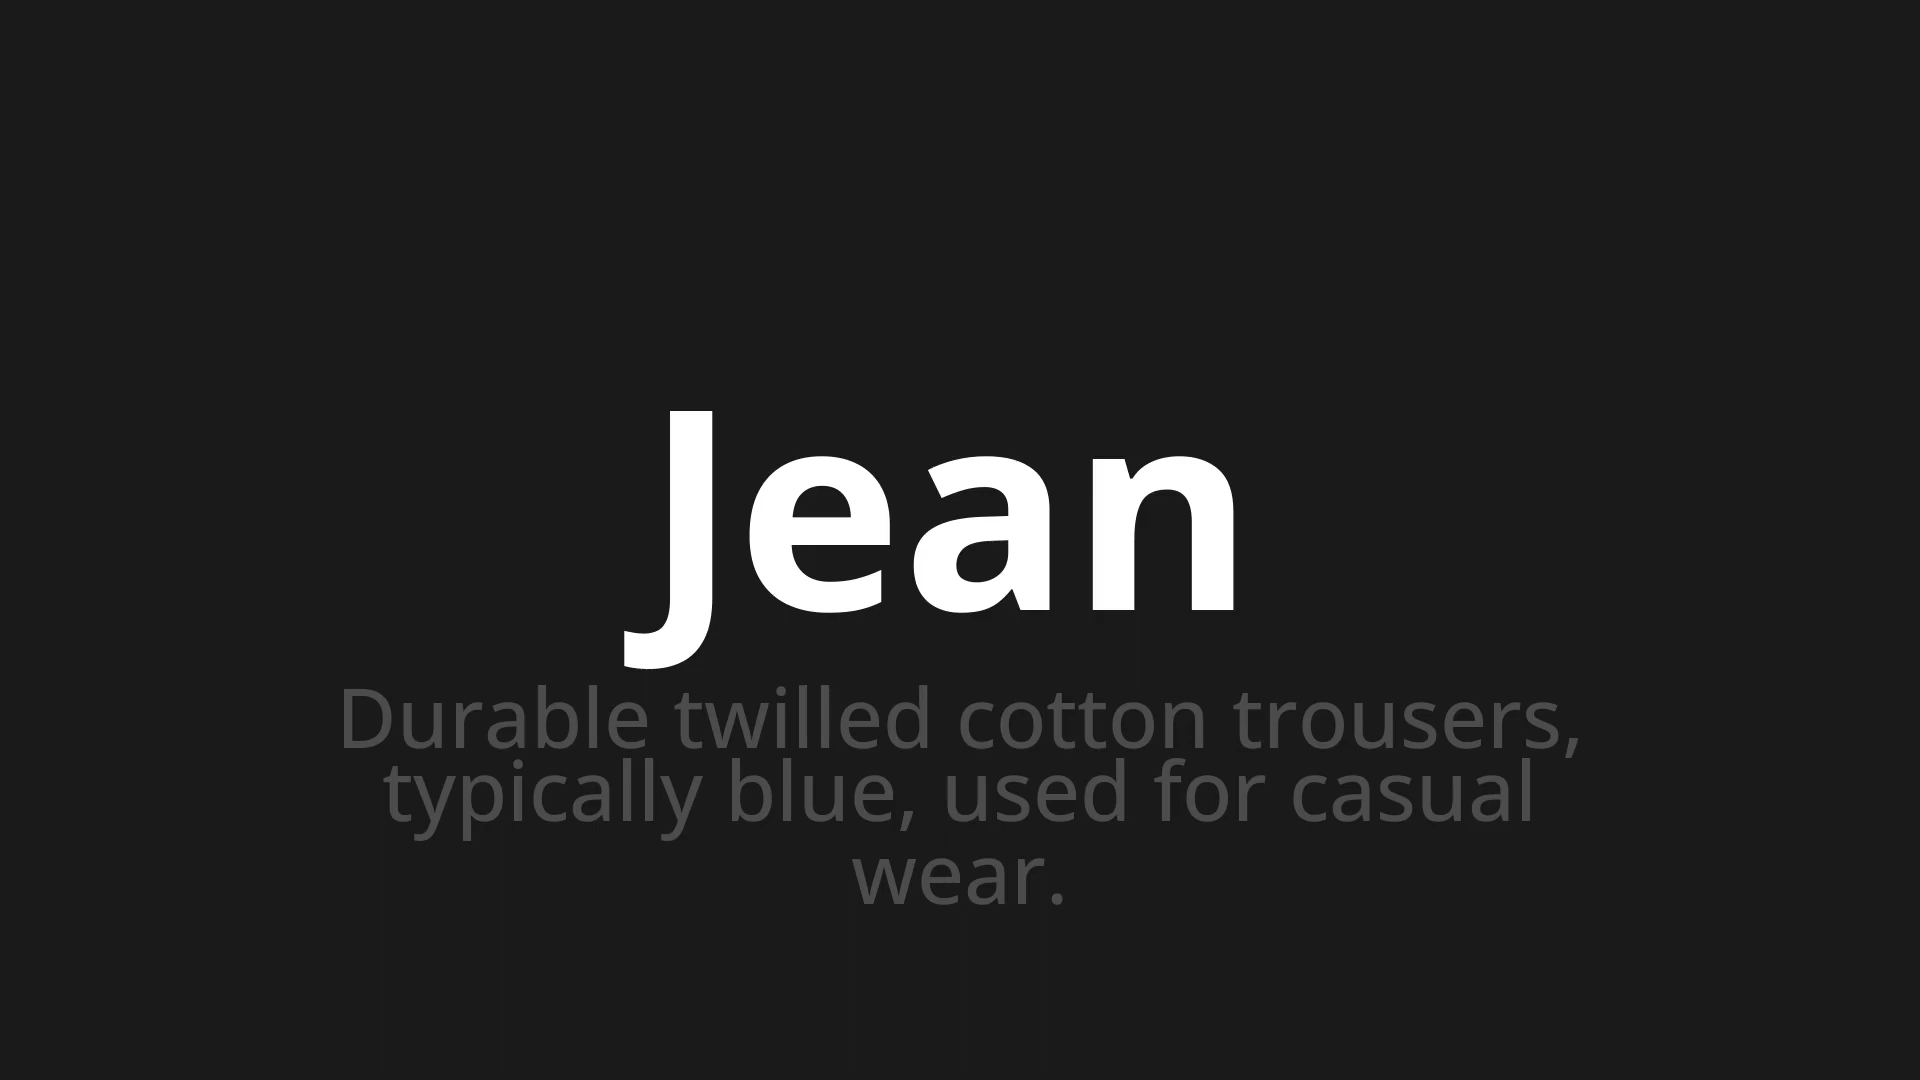 Jean
Durable twilled cotton trousers,
typically blue, used for casual
wear.